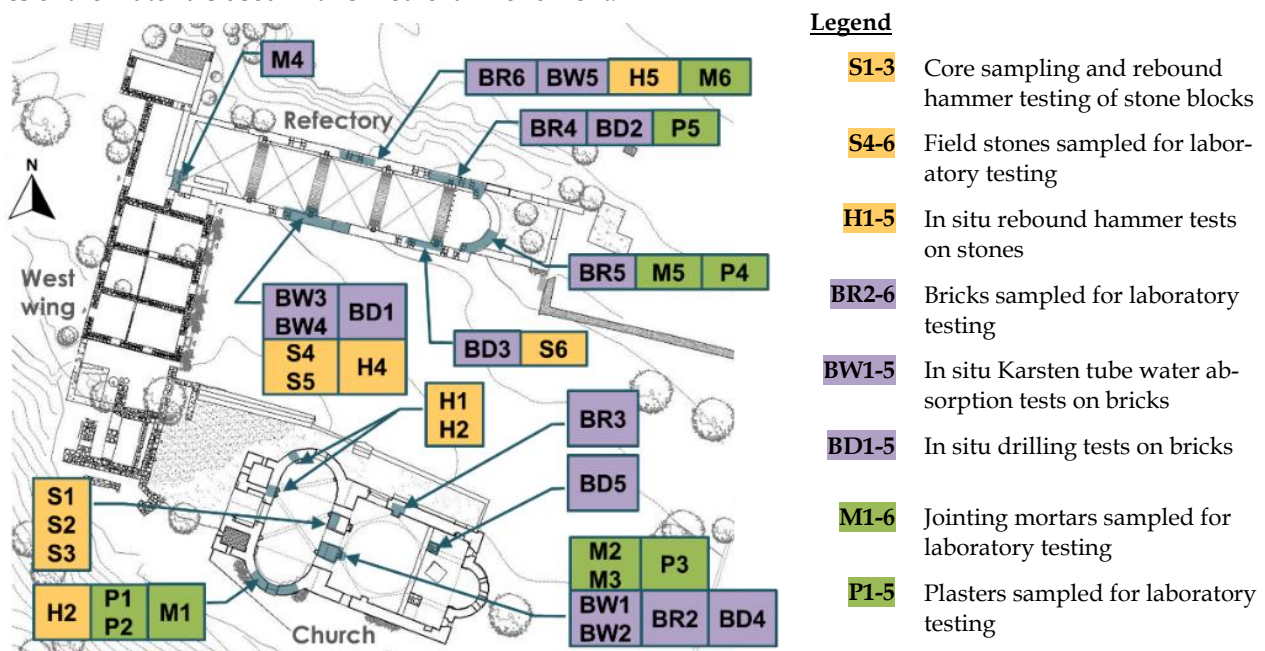 M4
BR6 BW5 H5 M6
Refectory
BR4 BD2 P5
N
BR5 M5 P4
West
wing
BW3
BW4
BD1
S4
S5
H4
BD3 S6
H1
H2
BR3
BD5
S1
S2
S3
M2
M3
P3
BW1
BW2
BR2
BD4
H2
P1
P2
M1
Church
Legend
S1-3 Core sampling and rebound
hammer testing of stone blocks
S4-6 Field stones sampled for labor-
atory testing
H1-5 In situ rebound hammer tests
on stones
BR2-6 Bricks sampled for laboratory
testing
BW1-5 In situ Karsten tube water ab-
sorption tests on bricks
BD1-5 In situ drilling tests on bricks
M1-6 Jointing mortars sampled for
laboratory testing
P1-5 Plasters sampled for laboratory
testing